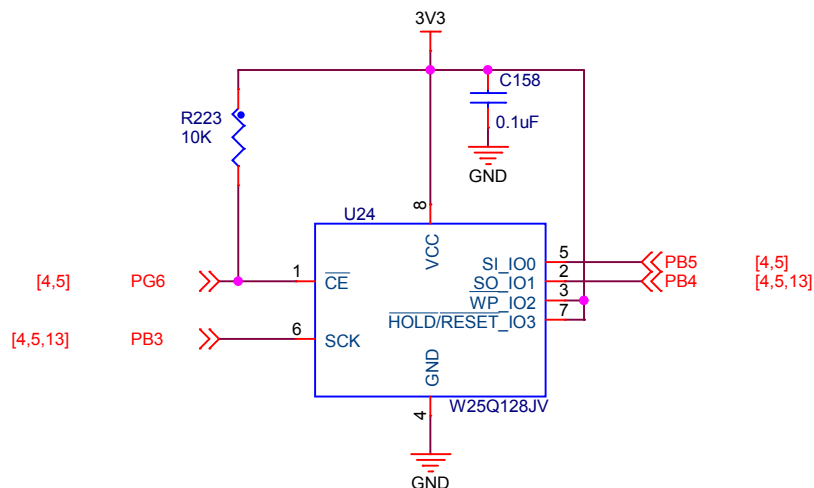 3V3
C158
0.1uF
GND
R223
10K
U24
8
VCC
[4,5] PG6
1 CE
SI_IO0 5 PB5 [4,5]
SO_IO1 2 PB4 [4,5,13]
WP_IO2 3
HOLD/RESET_IO3 7
[4,5,13] PB3
6 SCK
GND
4
W25Q128JV
GND